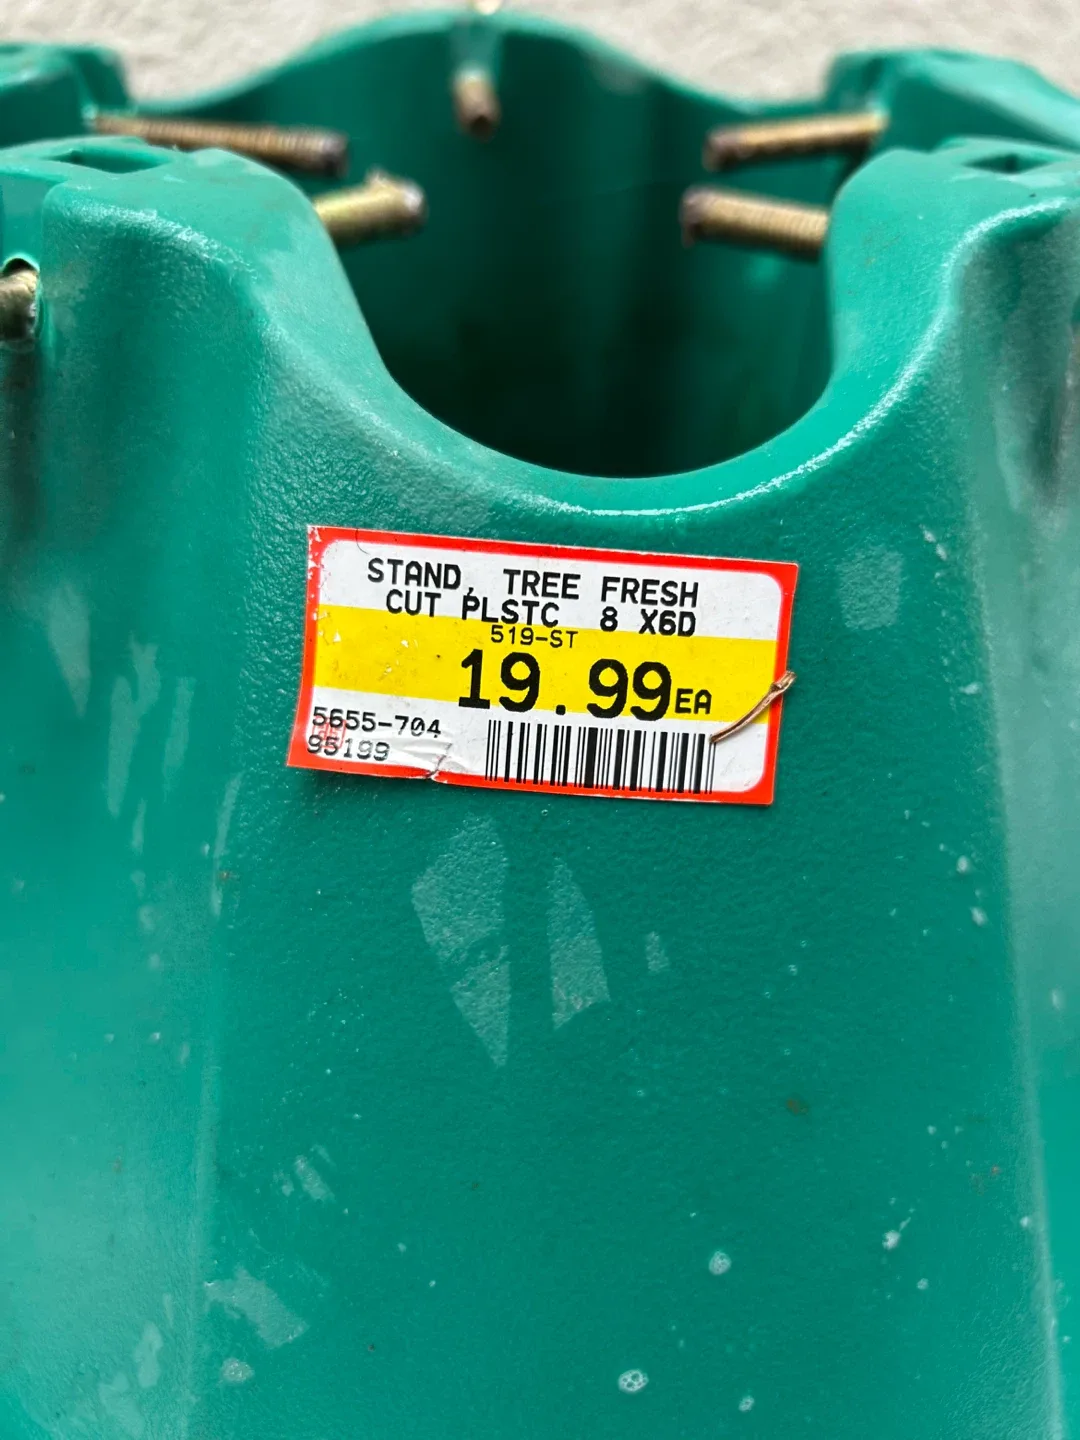 STAND, TREE FRESH
CUT PLSTC 8 X6D
519-ST
19.99EA
5655-704
95199